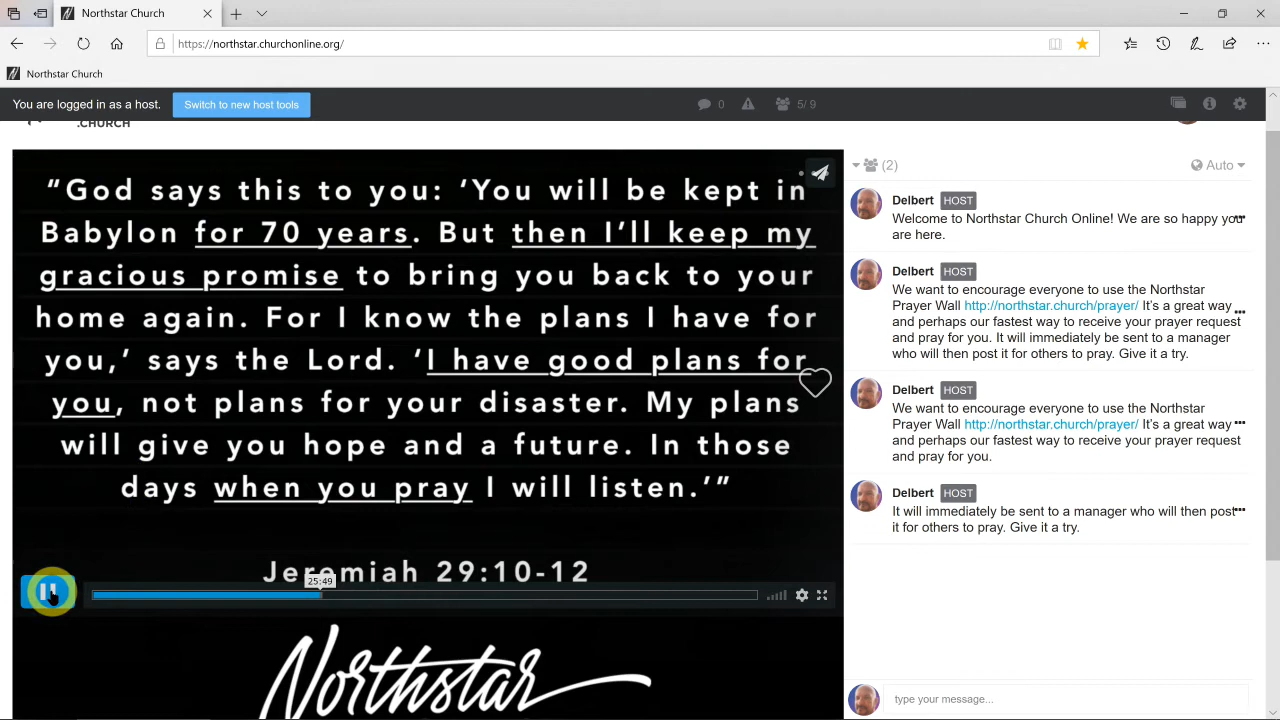 Northstar Church
https://northstar.churchonline.org/
Northstar Church
You are logged in as a host.
Switch to new host tools
0
5/ 9
.CHURCH
“God says this to you: ‘You will be kept in
Babylon for 70 years. But then I’ll keep my
gracious promise to bring you back to your
home again. For I know the plans I have for
you,’ says the Lord. ‘I have good plans for
you, not plans for your disaster. My plans
will give you hope and a future. In those
days when you pray I will listen.’”
Jeremiah 29:10-12
25:49
Northstar
(2)
Auto
Delbert HOST
Welcome to Northstar Church Online! We are so happy you
are here.
Delbert HOST
We want to encourage everyone to use the Northstar
Prayer Wall http://northstar.church/prayer/ It’s a great way
and perhaps our fastest way to receive your prayer request
and pray for you. It will immediately be sent to a manager
who will then post it for others to pray. Give it a try.
Delbert HOST
We want to encourage everyone to use the Northstar
Prayer Wall http://northstar.church/prayer/ It’s a great way
and perhaps our fastest way to receive your prayer request
and pray for you.
Delbert HOST
It will immediately be sent to a manager who will then post
it for others to pray. Give it a try.
type your message...